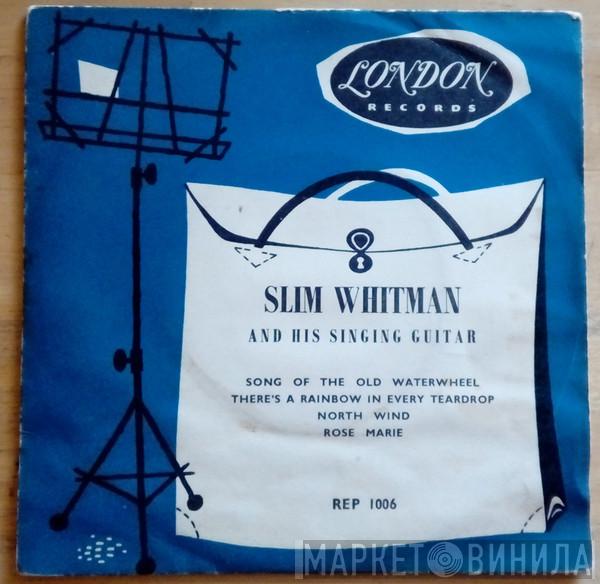 LONDON
RECORDS
SLIM WHITMAN
AND HIS SINGING GUITAR
SONG OF THE OLD WATERWHEEL
THERE'S A RAINBOW IN EVERY TEARDROP
NORTH WIND
ROSE MARIE
REP 1006
МАРКЕТ ВИНИЛА